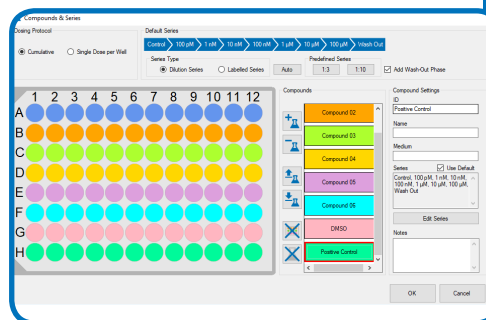 Compounds & Series
Dosing Protocol
Cumulative
Single Dose per Well
Default Series
Control
100 pM
1 nM
10 nM
100 nM
1 µM
10 µM
100 µM
Wash Out
Series Type
Dilution Series
Labelled Series
Auto
Predefined Series
1:3
1:10
Add Wash-Out Phase
1 2 3 4 5 6 7 8 9 10 11 12
A
B
C
D
E
F
G
H
Compounds
Compound 02
Compound 03
Compound 04
Compound 05
Compound 06
DMSO
Positive Control
Compound Settings
ID
Positive Control
Name
Medium
Series
Use Default
Control, 100 pM, 1 nM, 10 nM,
100 nM, 1 µM, 10 µM, 100 µM,
Wash Out
Edit Series
Notes
OK
Cancel